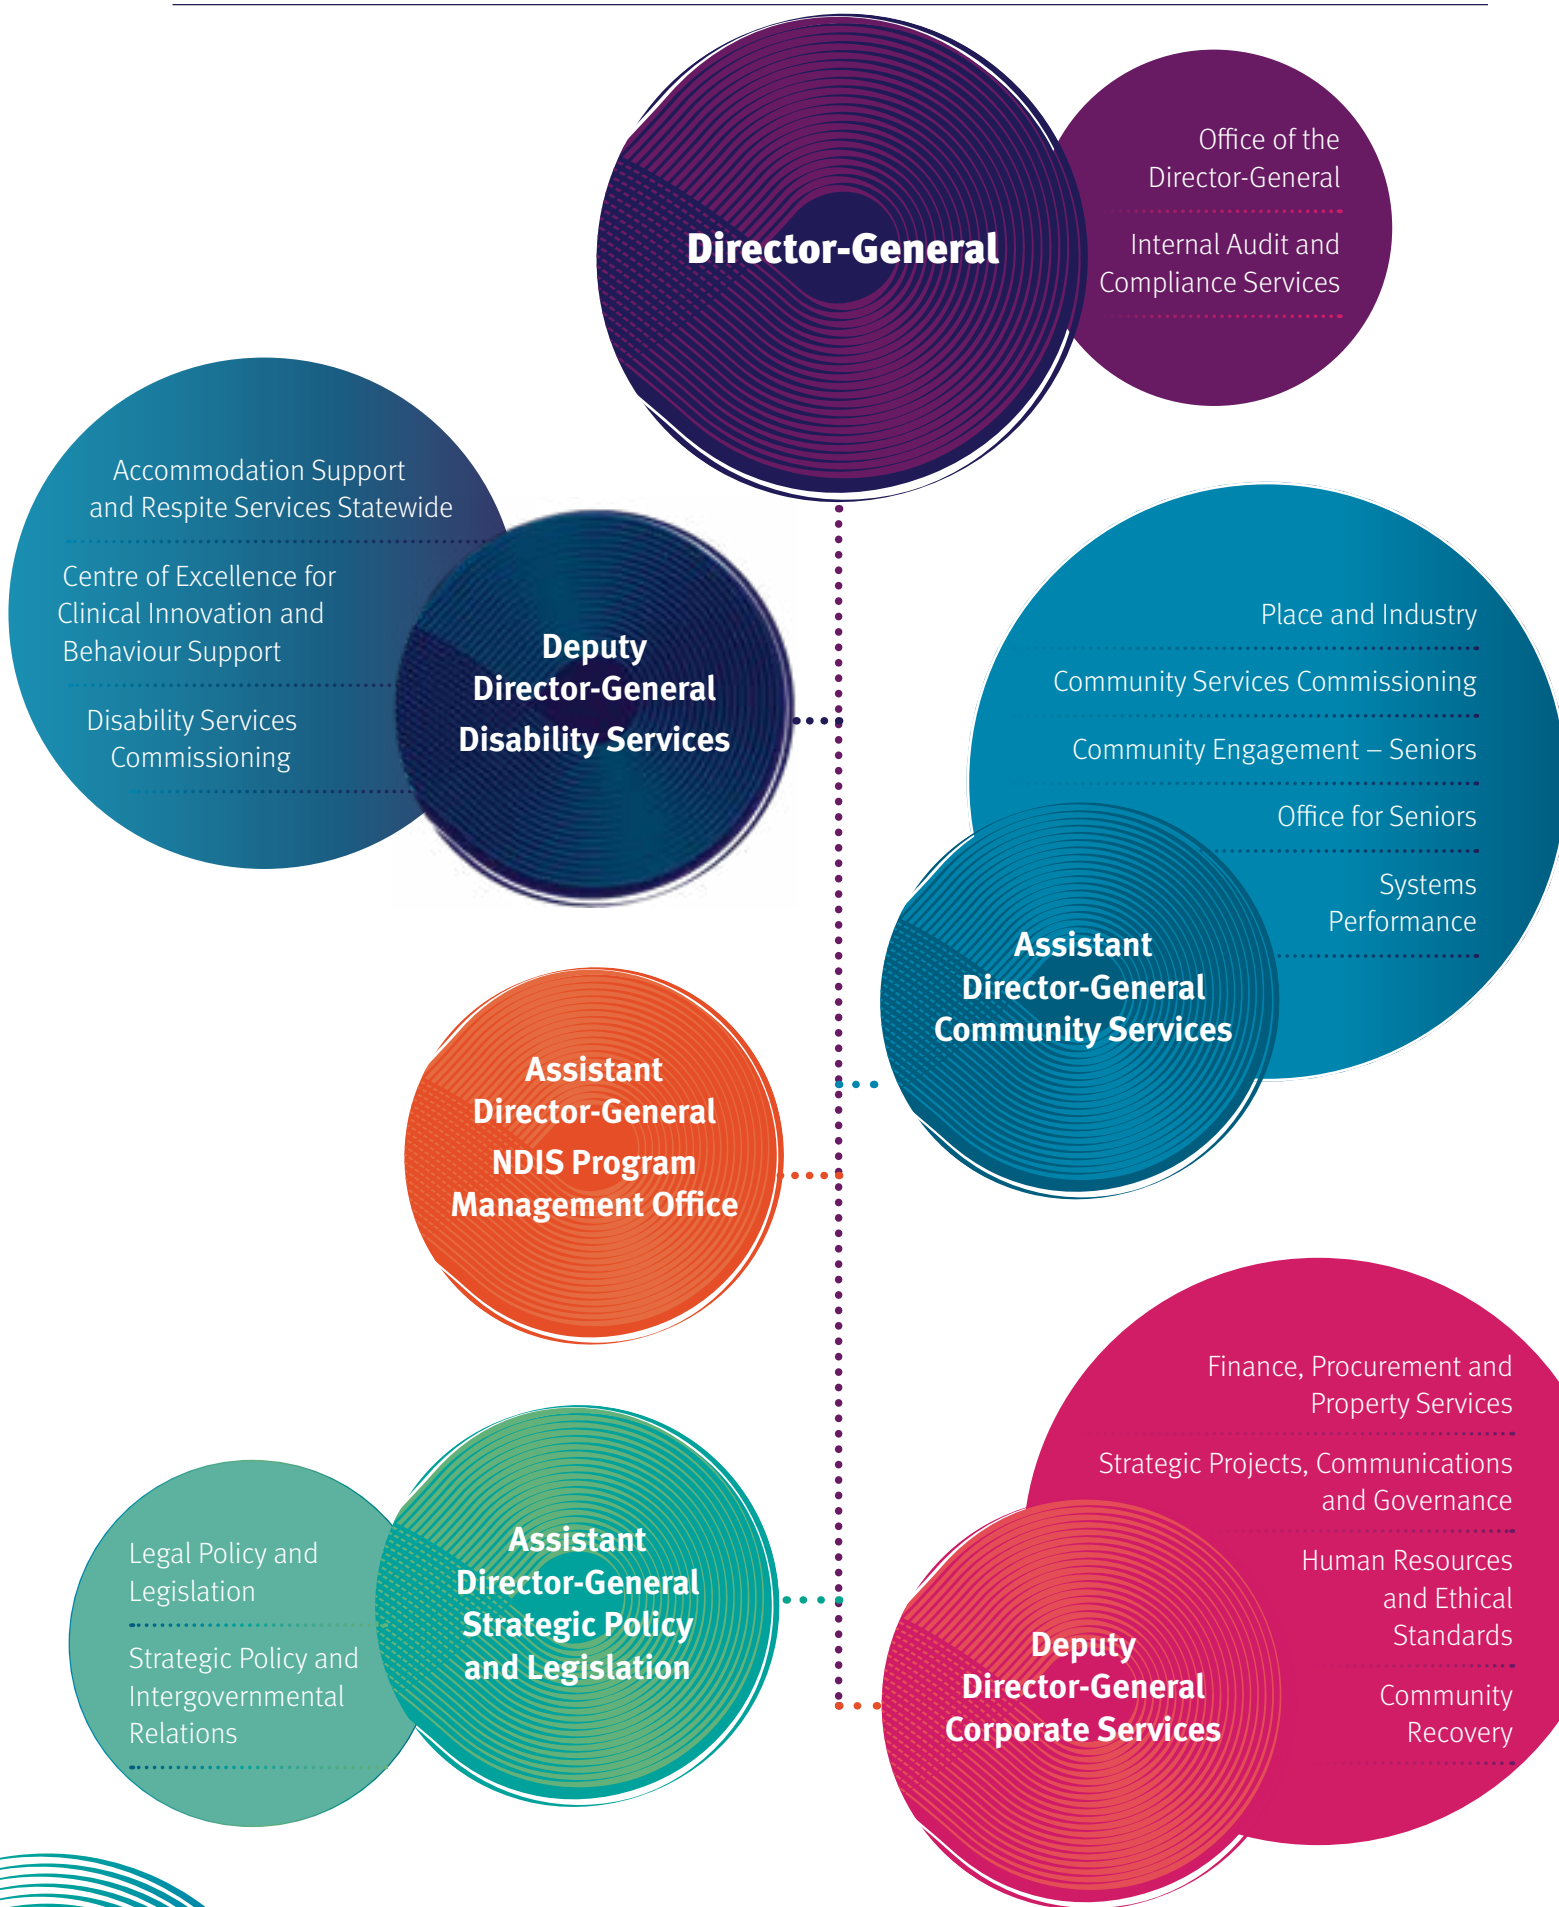 Director-General
Office of the
Director-General
Internal Audit and
Compliance Services
Accommodation Support
and Respite Services Statewide
Centre of Excellence for
Clinical Innovation and
Behaviour Support
Disability Services
Commissioning
Deputy
Director-General
Disability Services
Place and Industry
Community Services Commissioning
Community Engagement – Seniors
Office for Seniors
Systems
Performance
Assistant
Director-General
Community Services
Assistant
Director-General
NDIS Program
Management Office
Finance, Procurement and
Property Services
Strategic Projects, Communications
and Governance
Human Resources
and Ethical
Standards
Community
Recovery
Deputy
Director-General
Corporate Services
Legal Policy and
Legislation
Strategic Policy and
Intergovernmental
Relations
Assistant
Director-General
Strategic Policy
and Legislation